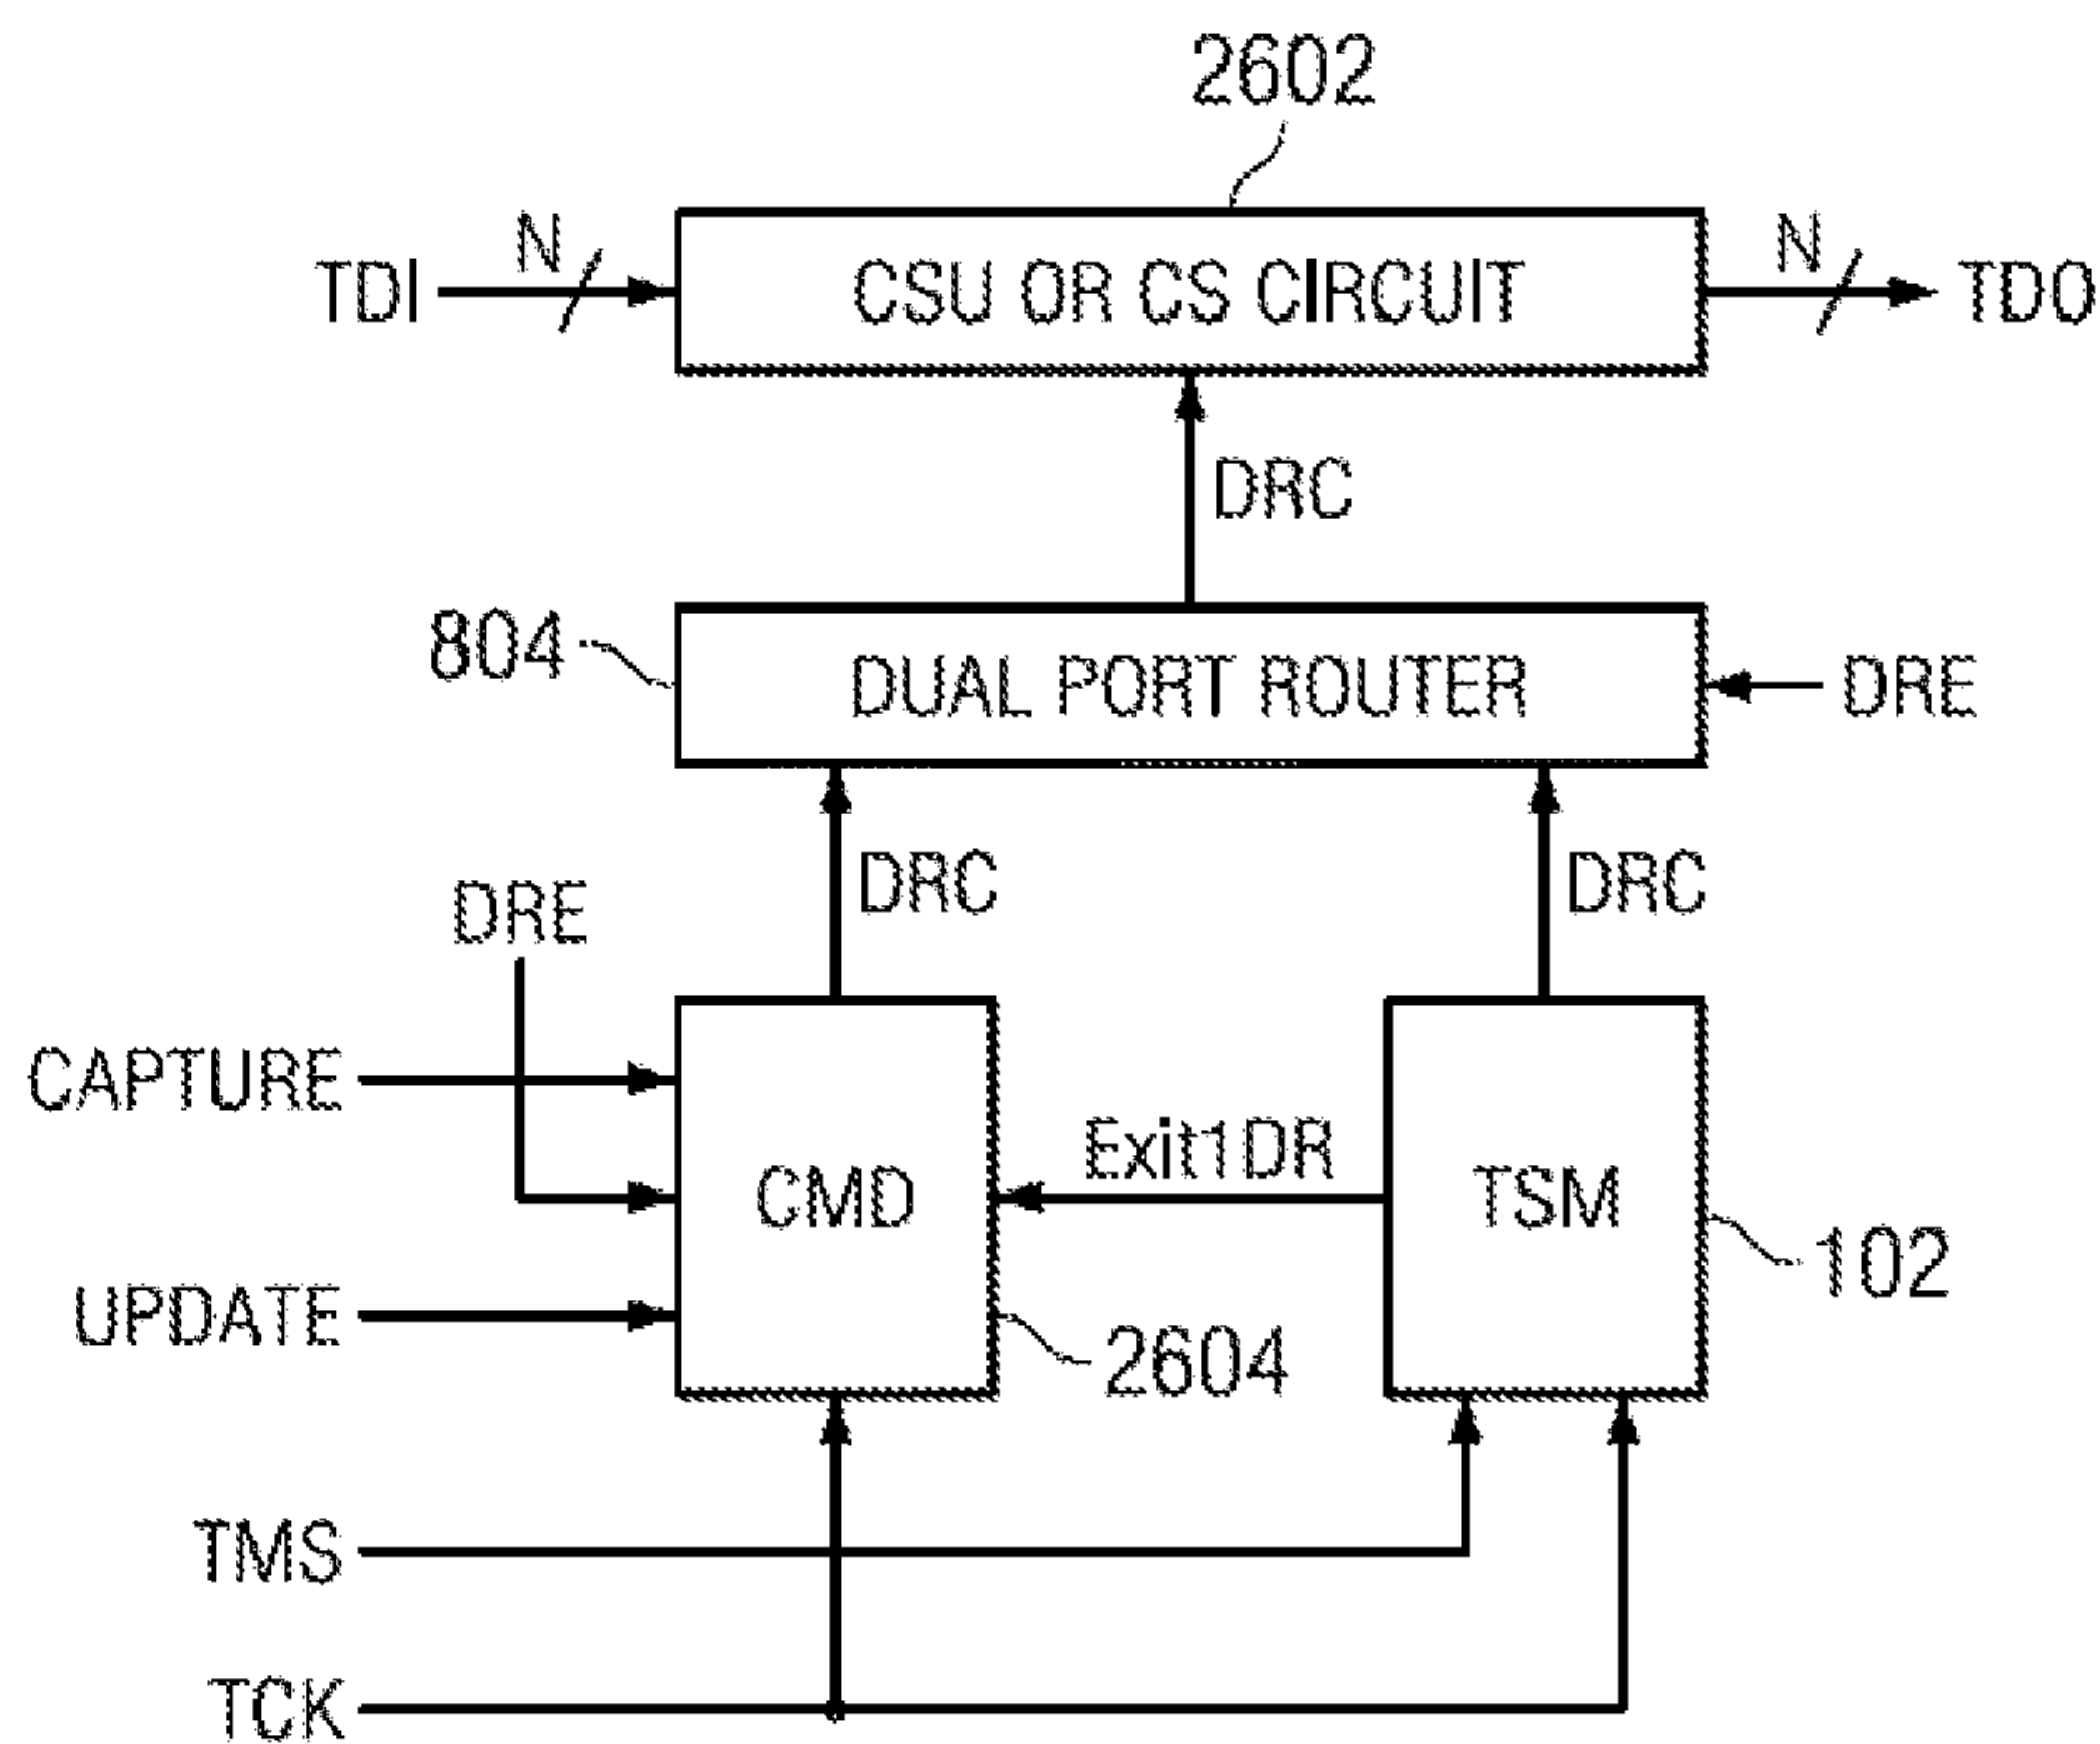 2602
N
N
TDI
CSU OR CS CIRCUIT
TDO
DRC
804
DUAL PORT ROUTER
DRE
DRC
DRC
DRE
CAPTURE
Exit1DR
CMD
TSM
102
UPDATE
2604
TMS
TCK